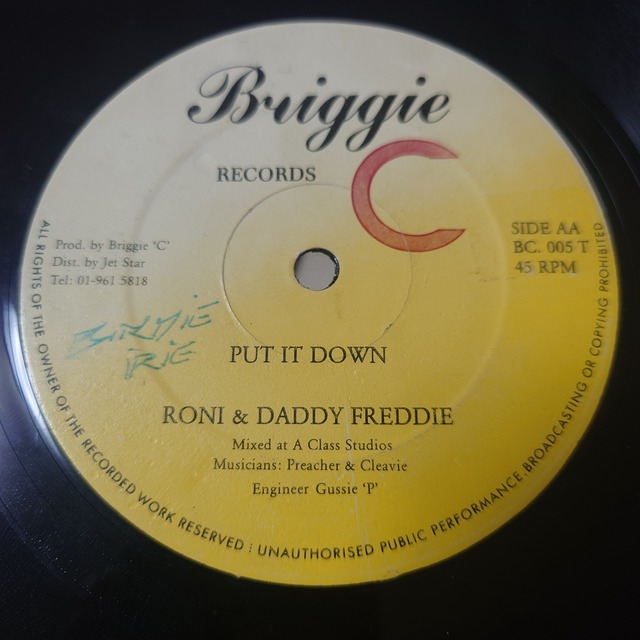 Briggie
RECORDS
C
SIDE AA
BC. 005 T
45 RPM
Prod. by Briggie 'C'
Dist. by Jet Star
Tel: 01-961 5818
IRIE
PUT IT DOWN
RONI & DADDY FREDDIE
Mixed at A Class Studios
Musicians: Preacher & Cleavie
Engineer Gussie 'P'
ALL RIGHTS OF THE OWNER OF THE RECORDED WORK RESERVED : UNAUTHORISED PUBLIC PERFORMANCE. BROADCASTING OR COPYING PROHIBITED